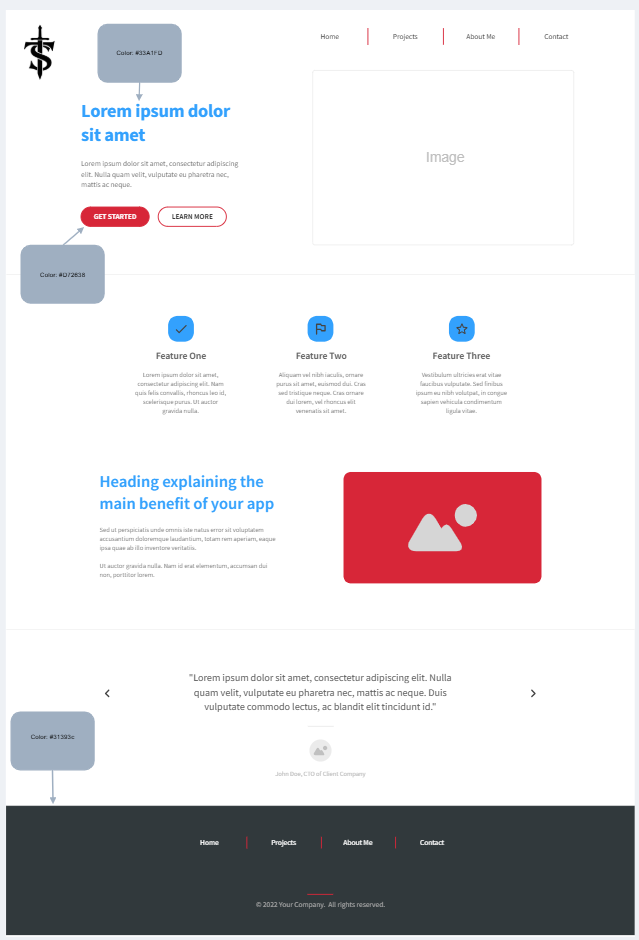 Color: #33A1FD
Home
Projects
About Me
Contact
Lorem ipsum dolor
sit amet
Image
Lorem ipsum dolor sit amet, consectetur adipiscing
elit. Nulla quam velit, vulputate eu pharetra nec,
mattis ac neque.
GET STARTED
LEARN MORE
Color: #D72638
Feature One
Lorem ipsum dolor sit amet,
consectetur adipiscing elit. Nam
quis felis convallis, rhoncus leo id,
scelerisque purus. Ut auctor
gravida nulla.
Feature Two
Aliquam vel nibh iaculis, ornare
purus sit amet, euismod dui. Cras
sed tristique neque. Cras ornare
dui lorem, vel rhoncus elit
venenatis sit amet.
Feature Three
Vestibulum ultricies erat vitae
faucibus vulputate. Sed finibus
ipsum eu nibh volutpat, in congue
sapien vehicula condimentum
ligula vitae.
Heading explaining the
main benefit of your app
Sed ut perspiciatis unde omnis iste natus error sit voluptatem
accusantium doloremque laudantium, totam rem aperiam, eaque
ipsa quae ab illo inventore veritatis.
Ut auctor gravida nulla. Nam id erat elementum, accumsan dui
non, porttitor lorem.
"Lorem ipsum dolor sit amet, consectetur adipiscing elit. Nulla
quam velit, vulputate eu pharetra nec, mattis ac neque. Duis
vulputate commodo lectus, ac blandit elit tincidunt id."
John Doe, CTO of Client Company
Color: #31393c
Home
Projects
About Me
Contact
© 2022 Your Company. All rights reserved.